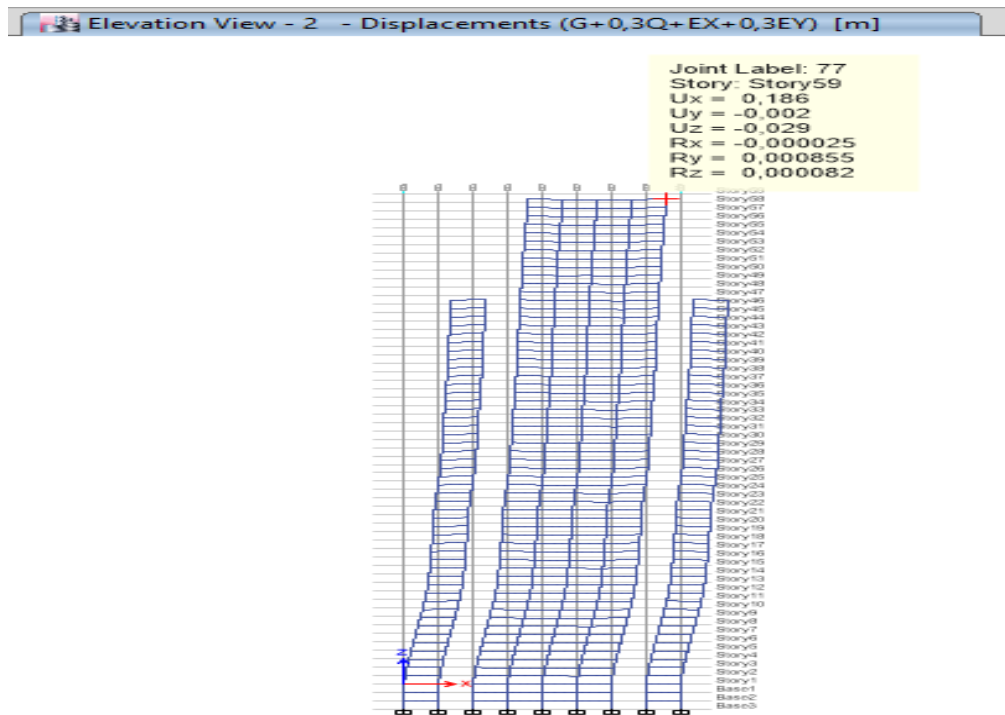 Elevation View - 2 - Displacements (G+0,3Q+EX+0,3EY) [m]
Joint Label: 77
Story: Story59
Ux = 0,186
Uy = -0,002
Uz = -0,029
Rx = -0,000025
Ry = 0,000855
Rz = 0,000082
Story58
Story57
Story56
Story55
Story54
Story53
Story52
Story51
Story50
Story49
Story48
Story47
Story46
Story45
Story44
Story43
Story42
Story41
Story40
Story39
Story38
Story37
Story36
Story35
Story34
Story33
Story32
Story31
Story30
Story29
Story28
Story27
Story26
Story25
Story24
Story23
Story22
Story21
Story20
Story19
Story18
Story17
Story16
Story15
Story14
Story13
Story12
Story11
Story10
Story9
Story8
Story7
Story6
Story5
Story4
Z
Story3
Story2
X
Story1
Base1
Base2
Base3